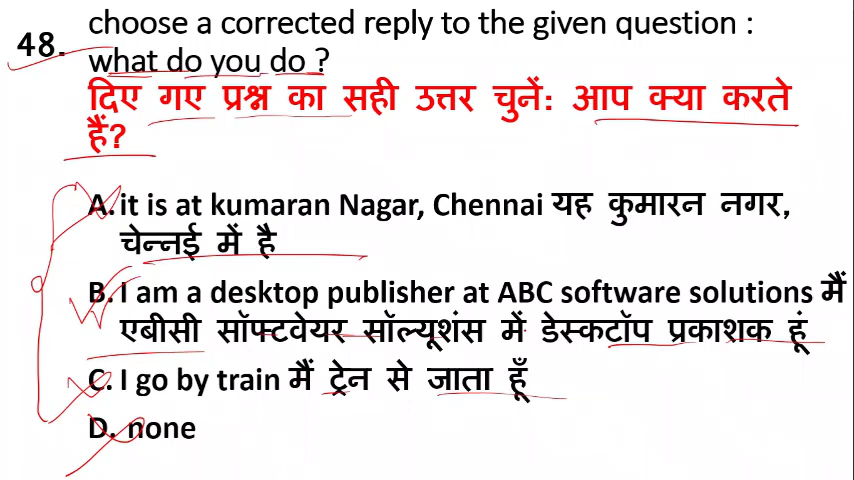 48. choose a corrected reply to the given question :
what do you do ?
दिए गए प्रश्न का सही उत्तर चुनें: आप क्या करते
हैं?
A. it is at kumaran Nagar, Chennai यह कुमारन नगर,
चेन्नई में है
B. I am a desktop publisher at ABC software solutions मैं
एबीसी सॉफ्टवेयर सॉल्यूशंस में डेस्कटॉप प्रकाशक हूं
C. I go by train मैं ट्रेन से जाता हूँ
D. none